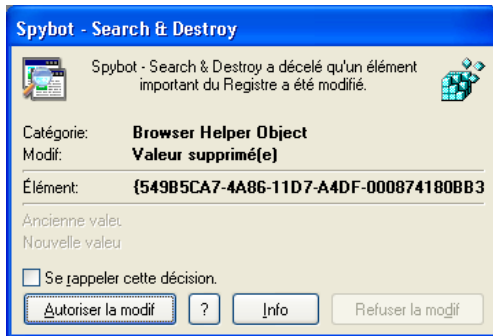 Spybot - Search & Destroy
Spybot - Search & Destroy a décelé qu'un élément
important du Registre a été modifié.
Catégorie: Browser Helper Object
Modif: Valeur supprimé(e)
Élément: {549B5CA7-4A86-11D7-A4DF-000874180BB3
Ancienne valeu
Nouvelle valeu
Se rappeler cette décision.
Autoriser la modif ? Info Refuser la modif